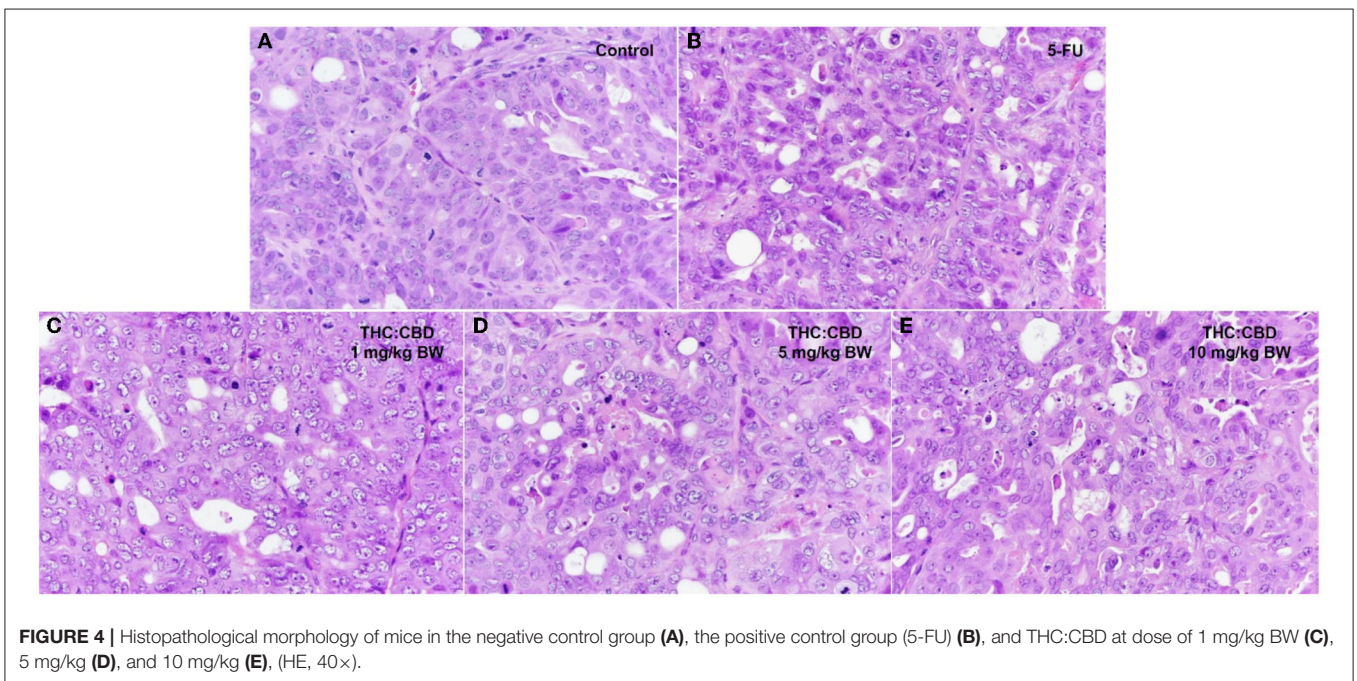 A
Control
B
5-FU
C
THC:CBD
1 mg/kg BW
D
THC:CBD
5 mg/kg BW
E
THC:CBD
10 mg/kg BW
FIGURE 4 | Histopathological morphology of mice in the negative control group (A), the positive control group (5-FU) (B), and THC:CBD at dose of 1 mg/kg BW (C),
5 mg/kg (D), and 10 mg/kg (E), (HE, 40×).